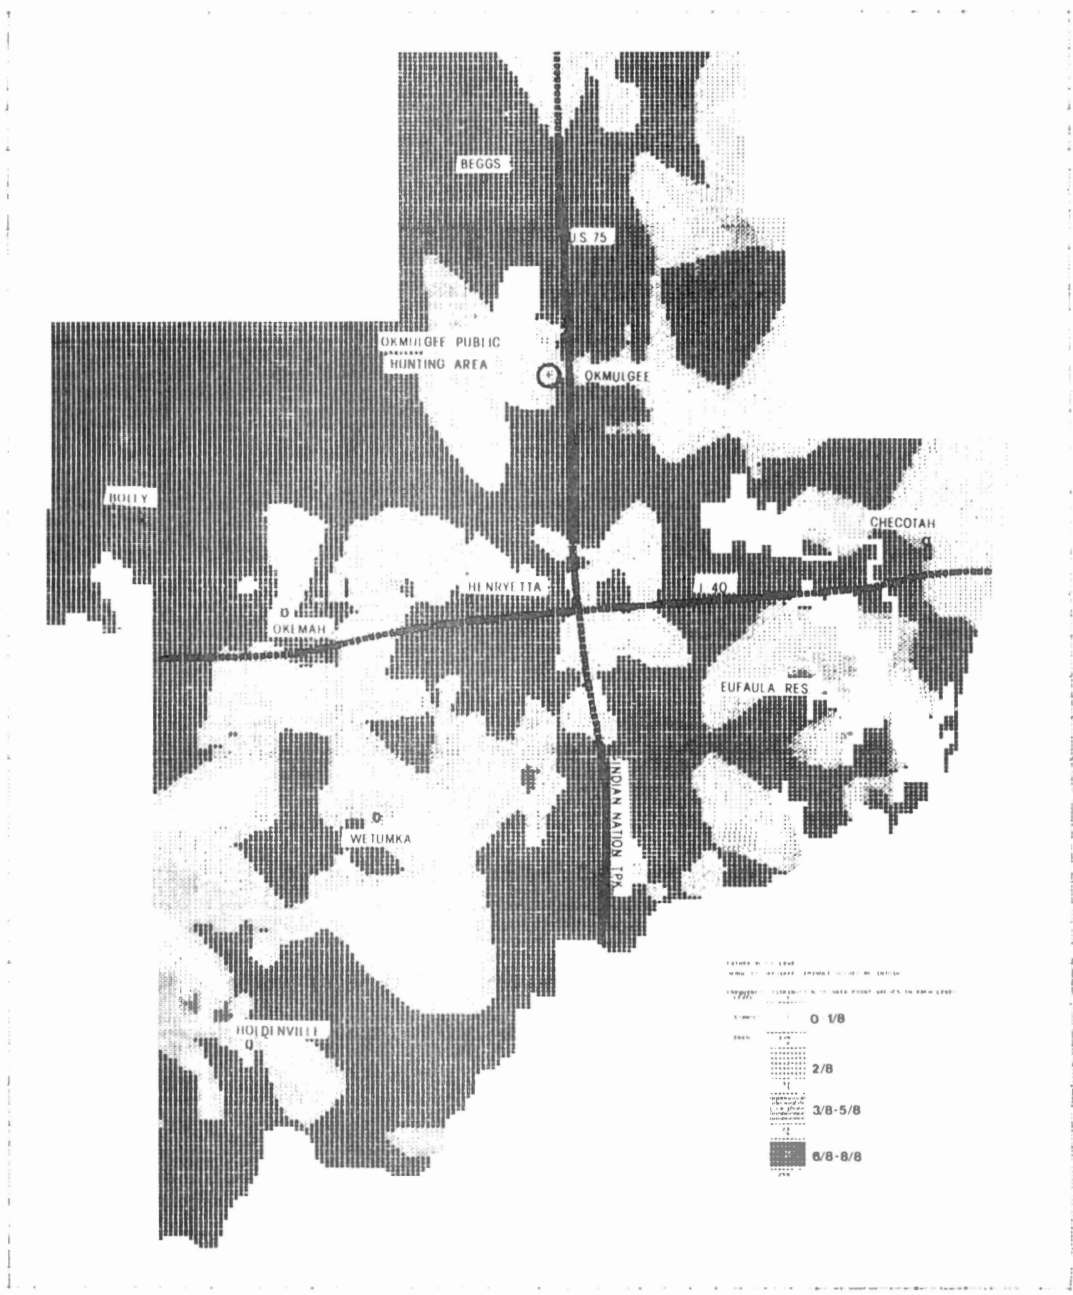 BEGGS
U.S. 75
OKMULGEE PUBLIC
HUNTING AREA
OKMULGEE
BOLEY
CHECOTAH
HENRYETTA
I. 40
OKEMAH
EUFAULA RES
INDIAN NATION TPK
WETUMKA
HOLDENVILLE
0 1/8
2/8
3/8-5/8
6/8-8/8